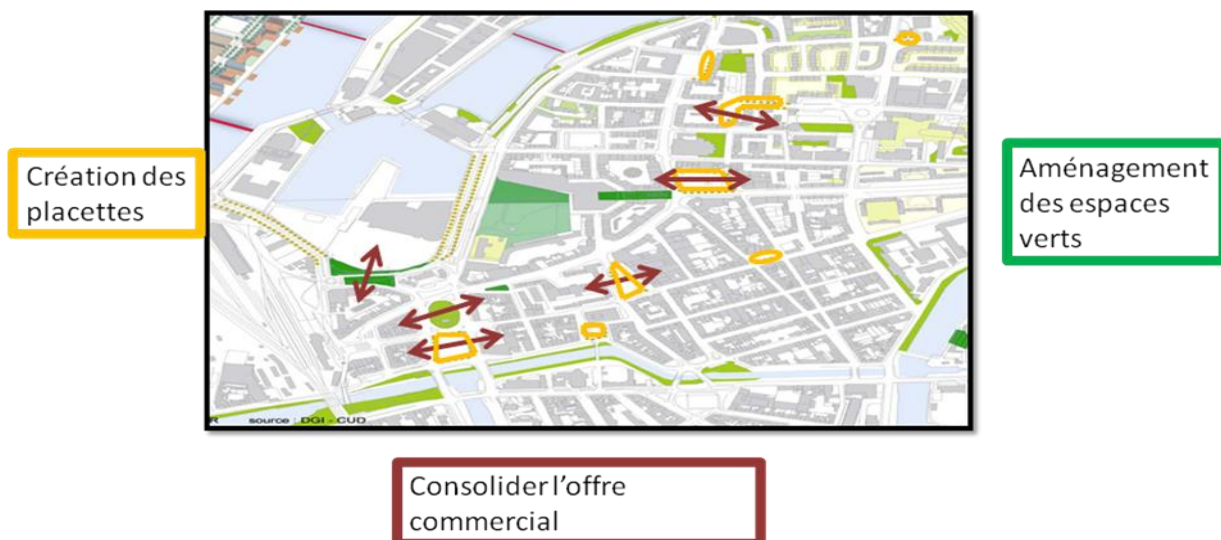 Création des
placettes
Aménagement
des espaces
verts
R source : DGI - CUD
Consolider l'offre
commercial